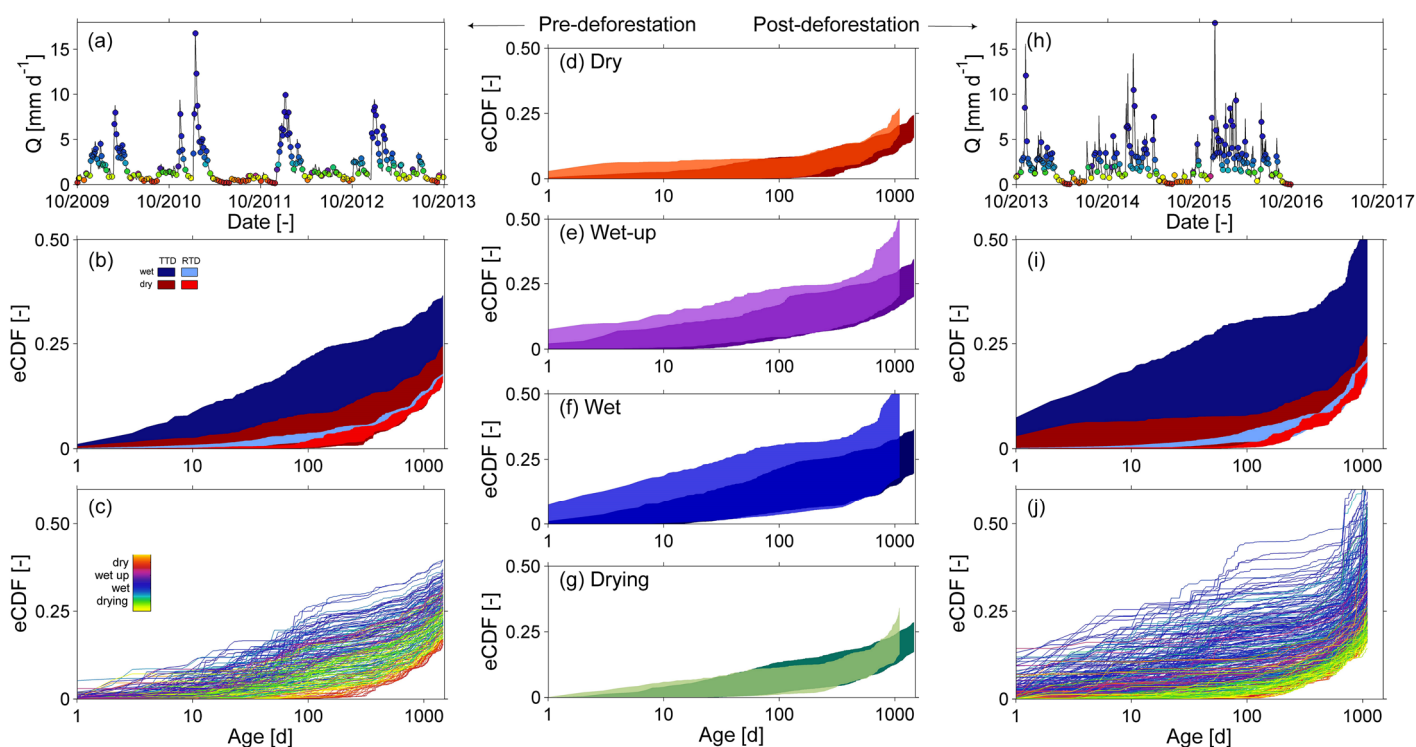 Pre-deforestation Post-deforestation
(a)
Q [mm d⁻¹]
15
10
5
0
10/2009 10/2010 10/2011 10/2012 10/2013
Date [-]
(b)
TTD RTD
wet
dry
eCDF [-]
0.50
0.25
0
1 10 100 1000
(c)
dry
wet up
wet
drying
eCDF [-]
0.50
0.25
0
1 10 100 1000
Age [d]
(d) Dry
eCDF [-]
0.50
0.25
0
1 10 100 1000
(e) Wet-up
eCDF [-]
0.50
0.25
0
1 10 100 1000
(f) Wet
eCDF [-]
0.50
0.25
0
1 10 100 1000
(g) Drying
eCDF [-]
0.50
0.25
0
1 10 100 1000
Age [d]
(h)
Q [mm d⁻¹]
15
10
5
0
10/2013 10/2014 10/2015 10/2016 10/2017
Date [-]
(i)
eCDF [-]
0.50
0.25
0
1 10 100 1000
(j)
eCDF [-]
0.50
0.25
0
1 10 100 1000
Age [d]